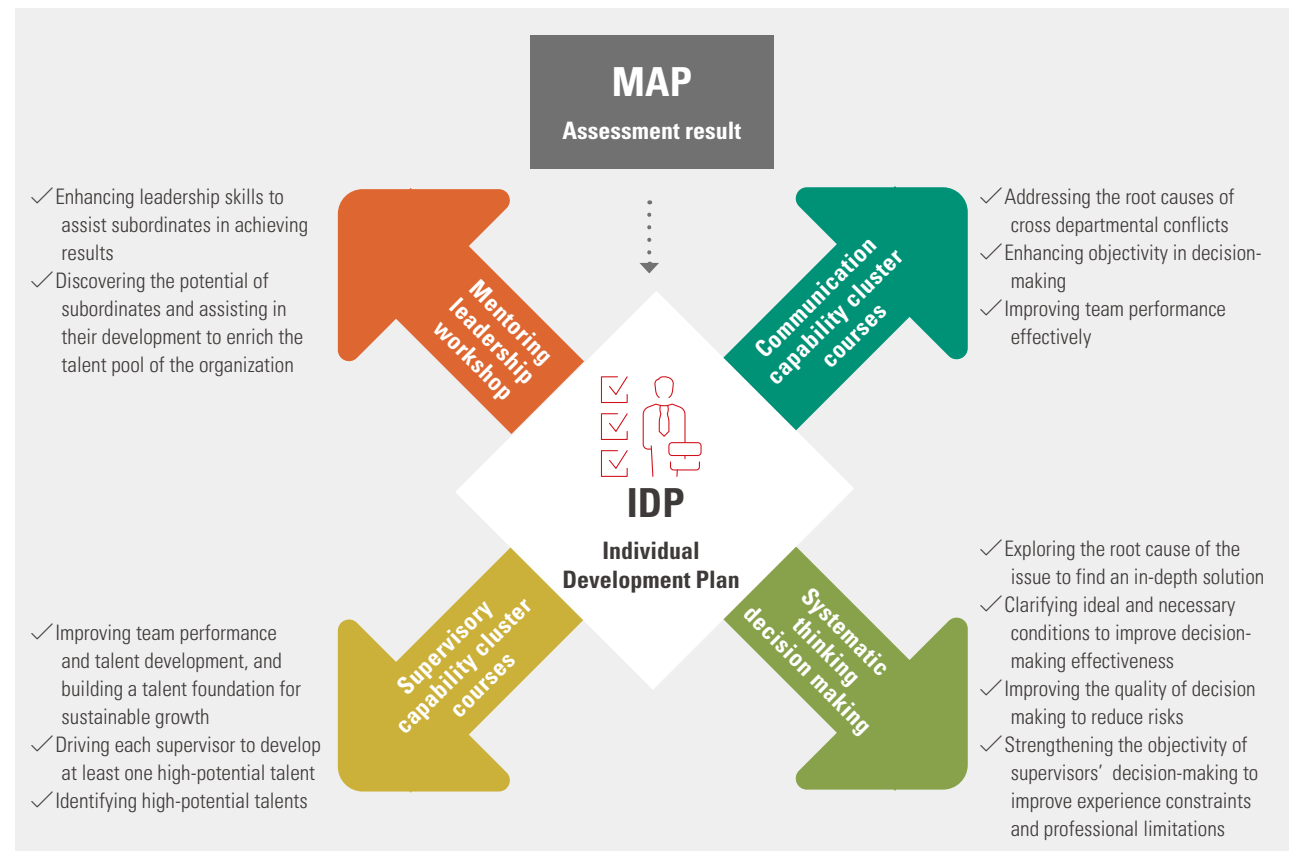 MAP
Assessment result
Enhancing leadership skills to
assist subordinates in achieving
results
Discovering the potential of
subordinates and assisting in
their development to enrich the
talent pool of the organization
Mentoring
leadership
workshop
Communication
capability cluster
courses
Addressing the root causes of
cross departmental conflicts
Enhancing objectivity in decision-
making
Improving team performance
effectively
IDP
Individual
Development Plan
Improving team performance
and talent development, and
building a talent foundation for
sustainable growth
Driving each supervisor to develop
at least one high-potential talent
Identifying high-potential talents
Supervisory
capability cluster
courses
Systematic
thinking
decision making
Exploring the root cause of the
issue to find an in-depth solution
Clarifying ideal and necessary
conditions to improve decision-
making effectiveness
Improving the quality of decision
making to reduce risks
Strengthening the objectivity of
supervisors’ decision-making to
improve experience constraints
and professional limitations